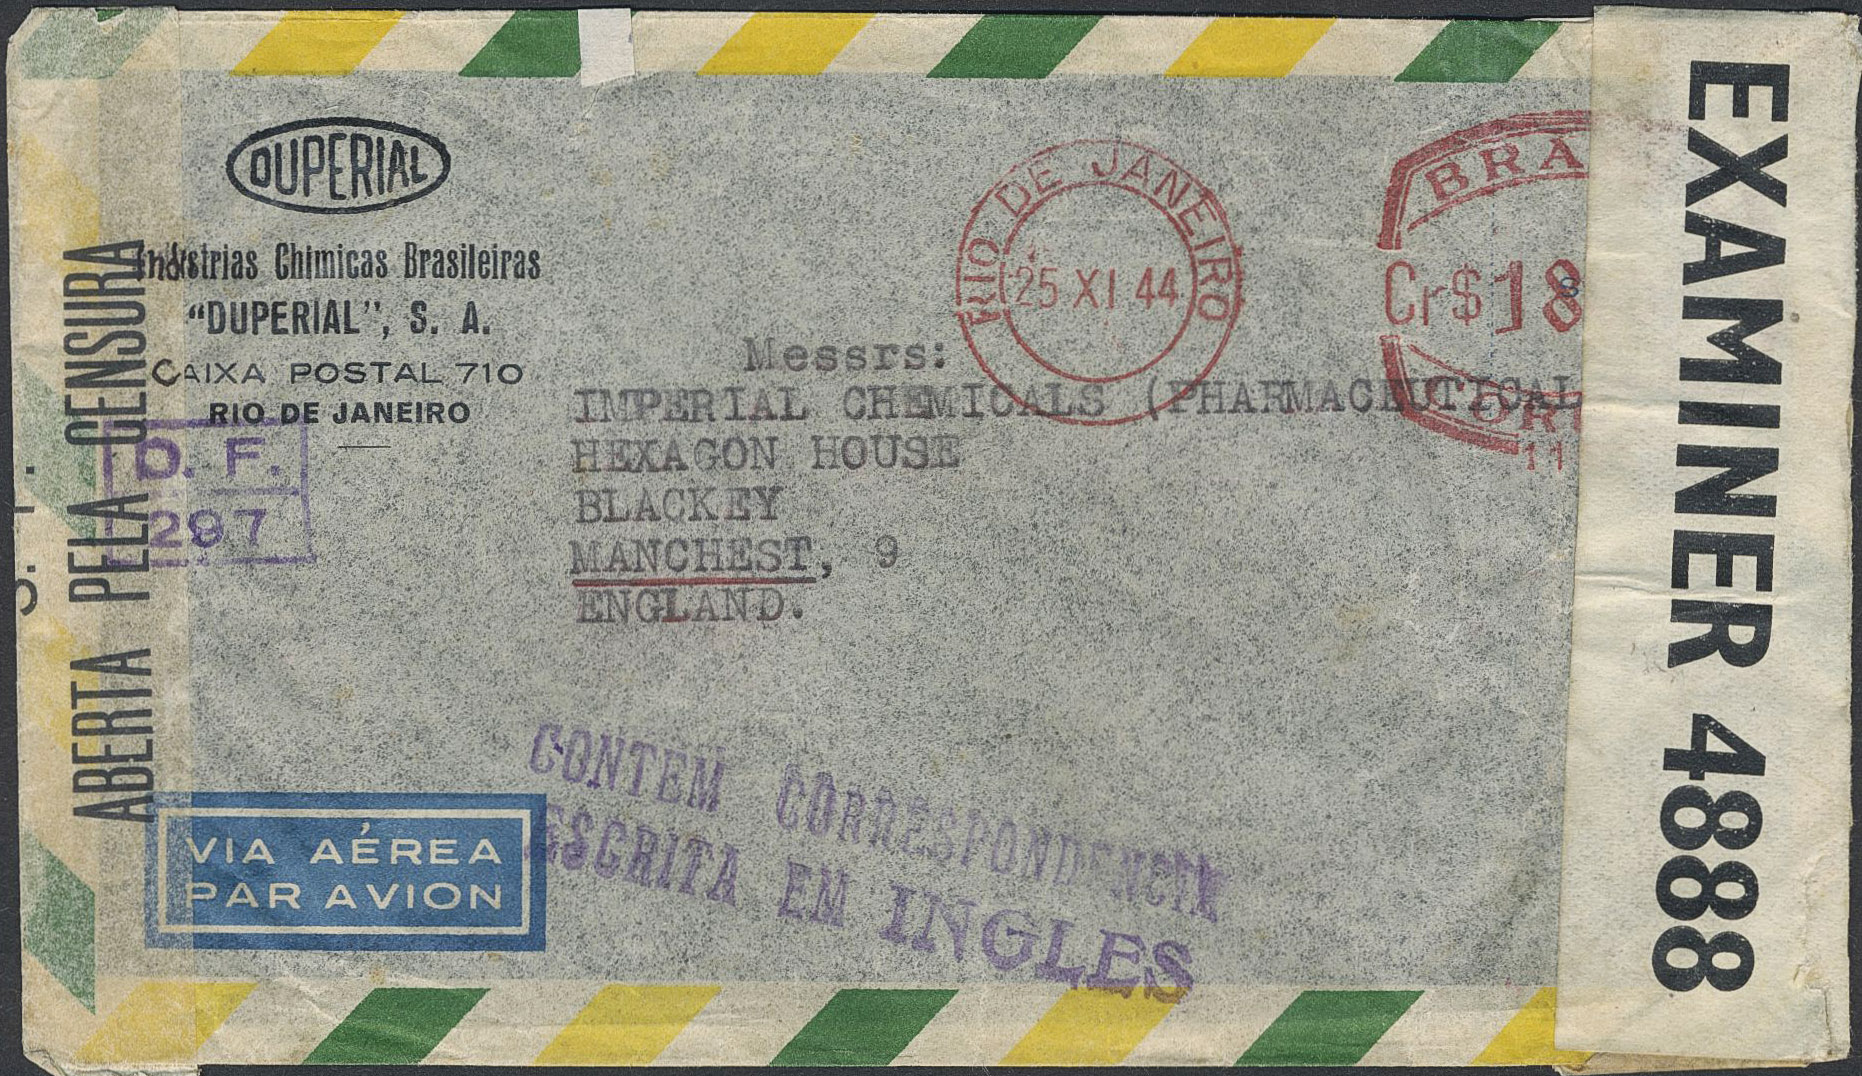 DUPERIAL
Industrias Chimicas Brasileiras
"DUPERIAL", S. A.
CAIXA POSTAL 710
RIO DE JANEIRO
D. F.
297
ABERTA PELA CENSURA
RIO DE JANEIRO
25 XI 44
BRA
Cr$ 18
11
Messrs:
IMPERIAL CHEMICALS (PHARMACEUTICAL
HEXAGON HOUSE
BLACKEY
MANCHEST, 9
ENGLAND.
CONTEM CORRESPONDENCIA
ESCRITA EM INGLES
VIA AÉREA
PAR AVION
EXAMINER 4888